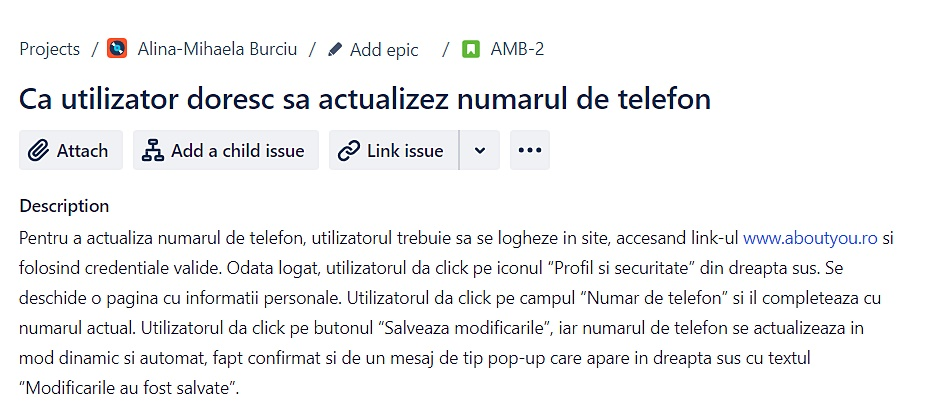 Projects / Alina-Mihaela Burciu / Add epic / AMB-2
Ca utilizator doresc sa actualizez numarul de telefon
Attach Add a child issue Link issue
Description
Pentru a actualiza numarul de telefon, utilizatorul trebuie sa se logheze in site, accesand link-ul www.aboutyou.ro si
folosind credentiale valide. Odata logat, utilizatorul da click pe iconul “Profil si securitate” din dreapta sus. Se
deschide o pagina cu informatii personale. Utilizatorul da click pe campul “Numar de telefon” si il completeaza cu
numarul actual. Utilizatorul da click pe butonul “Salveaza modificarile”, iar numarul de telefon se actualizeaza in
mod dinamic si automat, fapt confirmat si de un mesaj de tip pop-up care apare in dreapta sus cu textul
“Modificarile au fost salvate”.